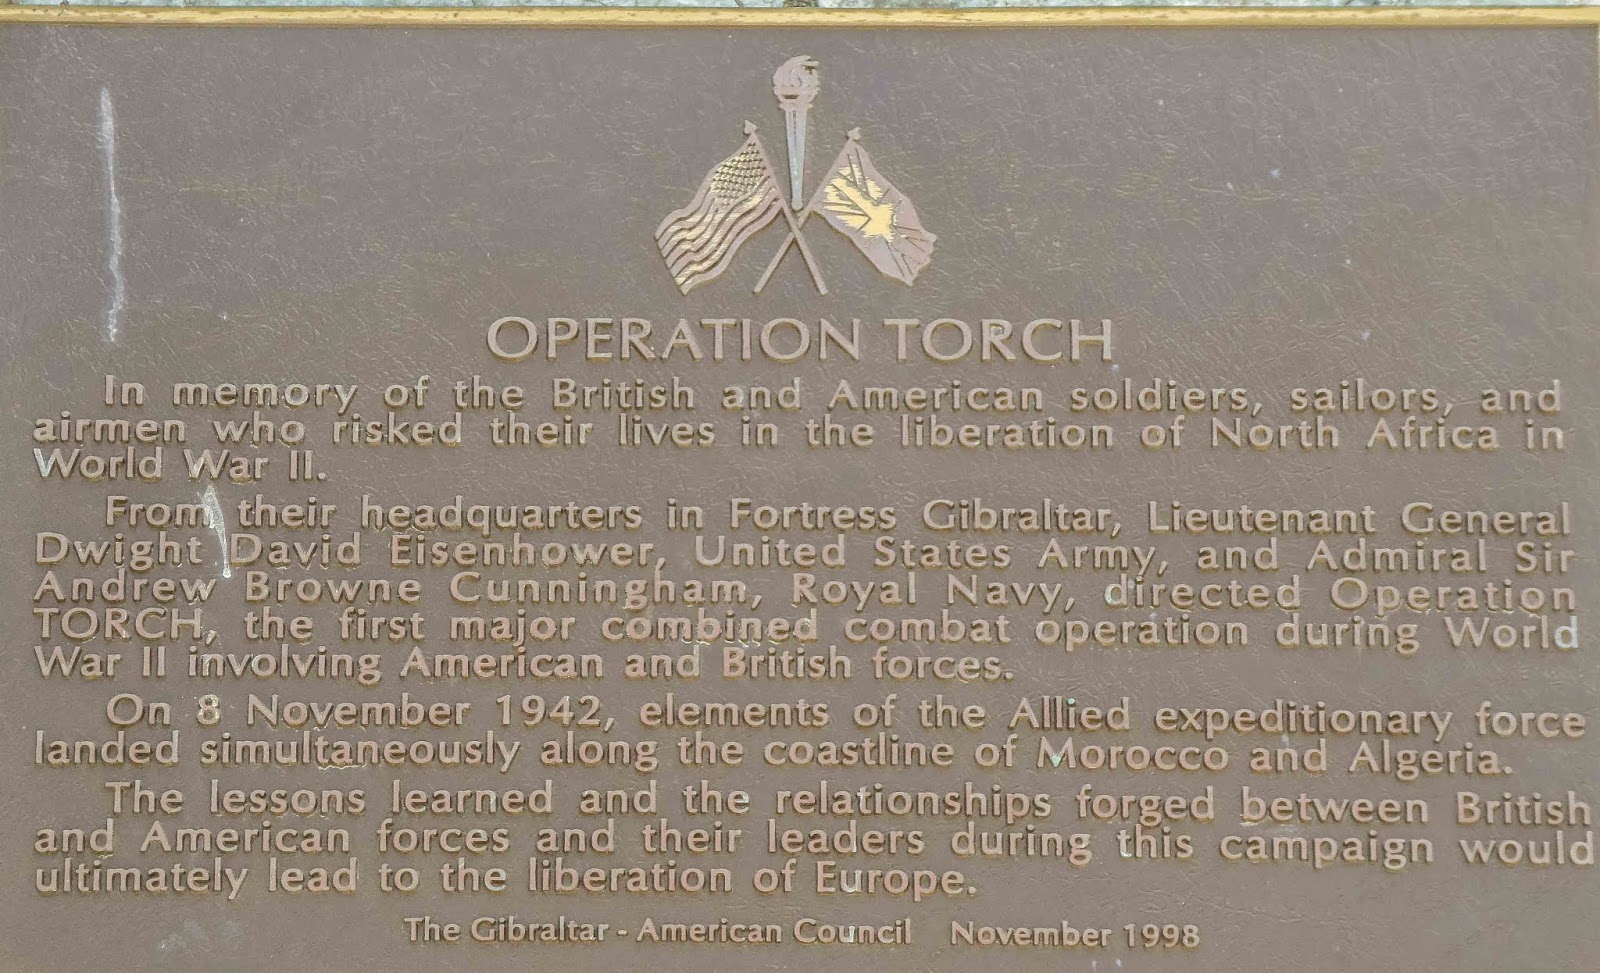 OPERATION TORCH
In memory of the British and American soldiers, sailors, and
airmen who risked their lives in the liberation of North Africa in
World War II.
From their headquarters in Fortress Gibraltar, Lieutenant General
Dwight David Eisenhower, United States Army, and Admiral Sir
Andrew Browne Cunningham, Royal Navy, directed Operation
TORCH, the first major combined combat operation during World
War II involving American and British forces.
On 8 November 1942, elements of the Allied expeditionary force
landed simultaneously along the coastline of Morocco and Algeria.
The lessons learned and the relationships forged between British
and American forces and their leaders during this campaign would
ultimately lead to the liberation of Europe.
The Gibraltar - American Council November 1998